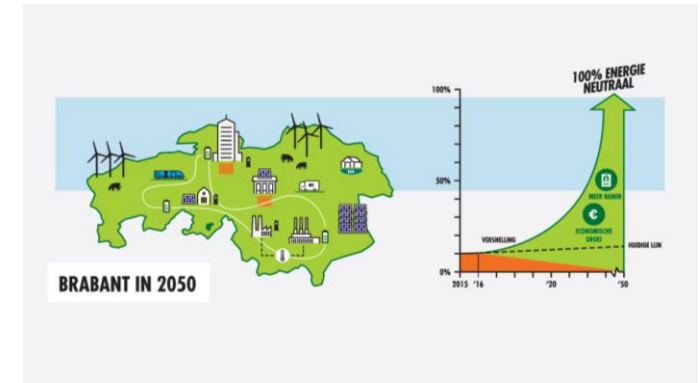 BRABANT IN 2050
100% ENERGIE
NEUTRAAL
100%
50%
0%
MEER BANEN
€
ECONOMISCHE
GROEI
VERSNELLING
HUIDIGE LIJN
2015 '16 '20 '50